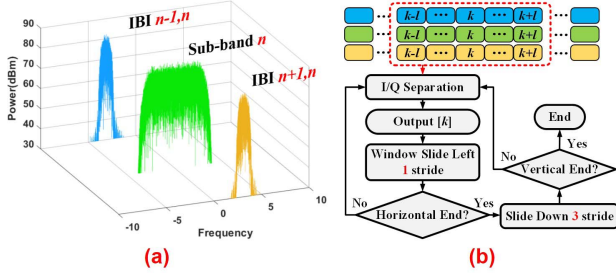 IBI n-1,n
Sub-band n
IBI n+1,n
Power(dBm)
90
80
70
60
50
40
30
-10
-5
0
5
10
Frequency
(a)
k-l ... k ... k+l
k-l ... k ... k+l
k-l ... k ... k+l
I/Q Separation
Output [k]
Window Slide Left
1 stride
No
Horizontal End?
Yes
Slide Down 3 stride
No
Vertical End?
Yes
End
(b)